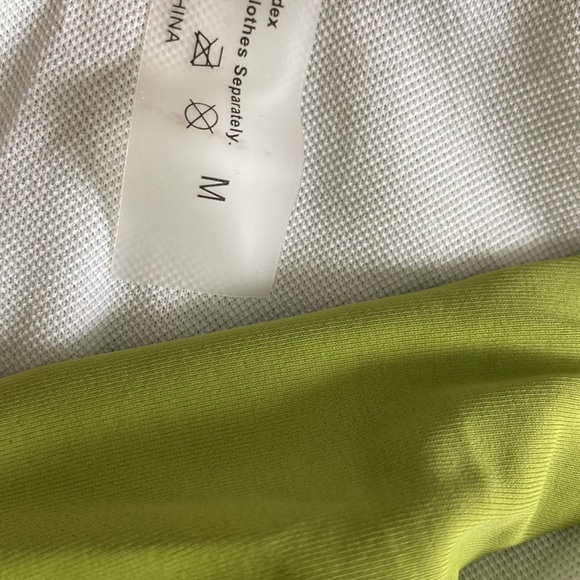 dex
lothes Separately.
HINA
M